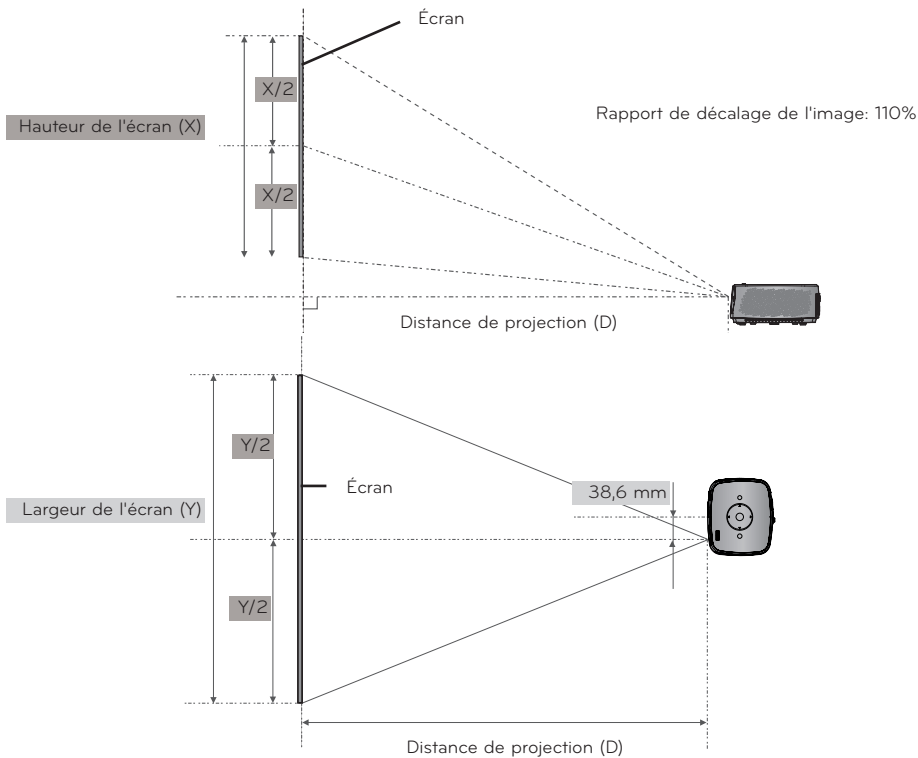 Écran
X/2
Rapport de décalage de l'image: 110%
Hauteur de l'écran (X)
X/2
Distance de projection (D)
Y/2
Écran
38,6 mm
Largeur de l'écran (Y)
Y/2
Distance de projection (D)